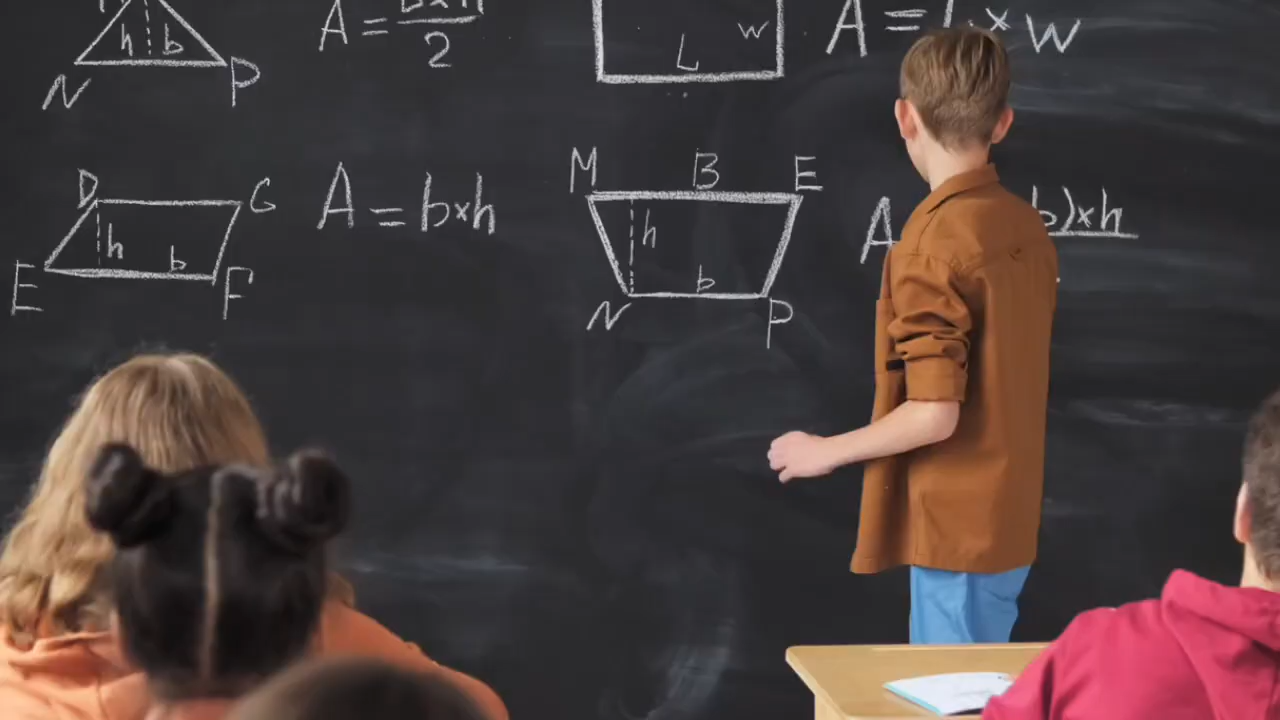 h b
N P
A = b×h
2
L w
A = L × w
D G
h b
E F
A = b×h
M B E
h
b
N P
A b)×h